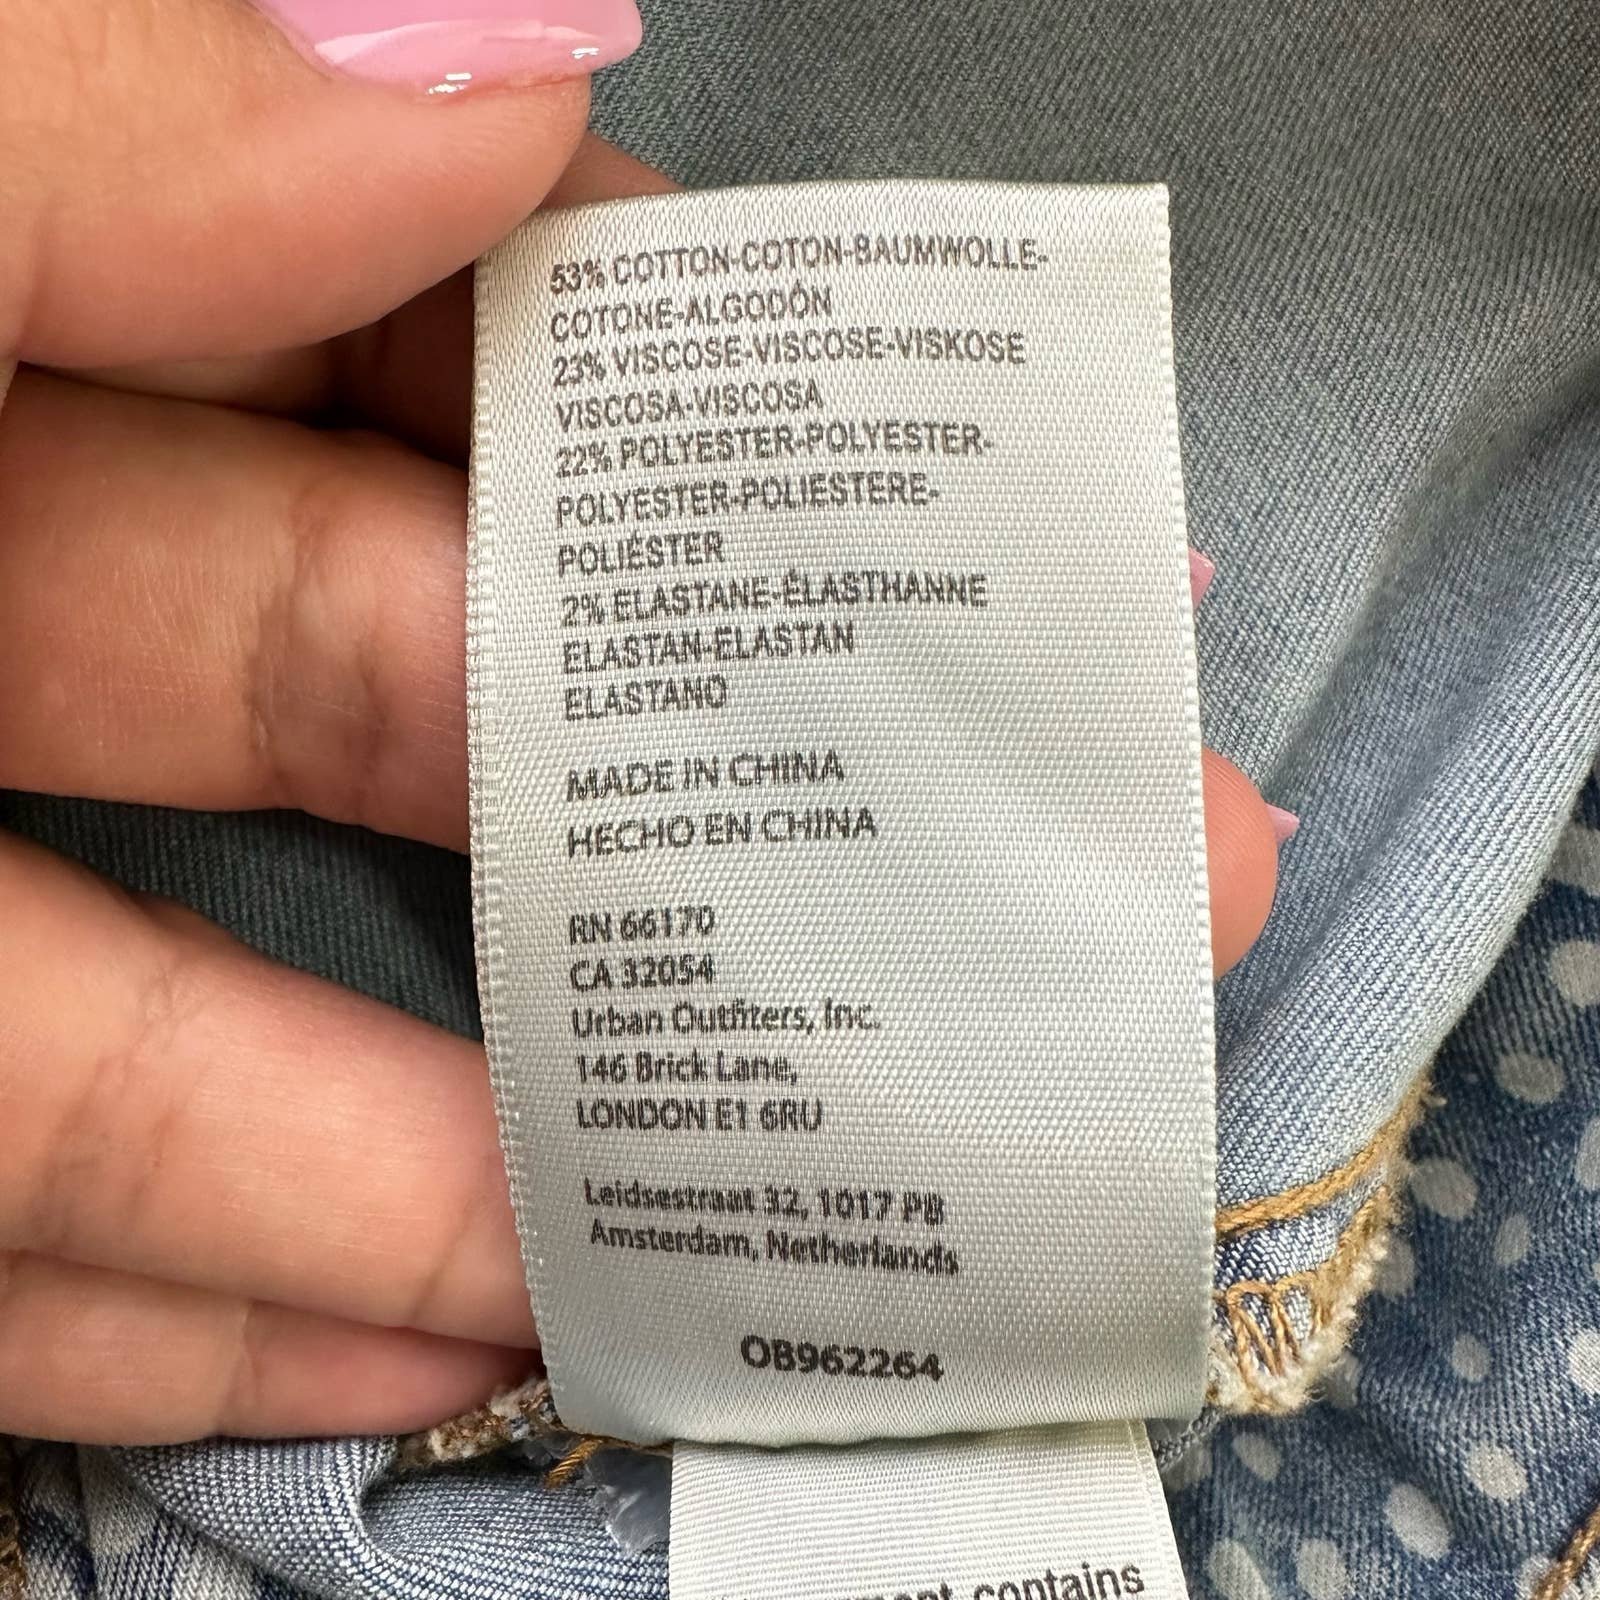 53% COTTON-COTON-BAUMWOLLE-
COTONE-ALGODÓN
23% VISCOSE-VISCOSE-VISKOSE
VISCOSA-VISCOSA
22% POLYESTER-POLYESTER-
POLYESTER-POLIESTERE-
POLIÉSTER
2% ELASTANE-ÉLASTHANNE
ELASTAN-ELASTAN
ELASTANO
MADE IN CHINA
HECHO EN CHINA
RN 66170
CA 32054
Urban Outfitters, Inc.
146 Brick Lane,
LONDON E1 6RU
Leidsestraat 32, 1017 PB
Amsterdam, Netherlands
OB962264
contains